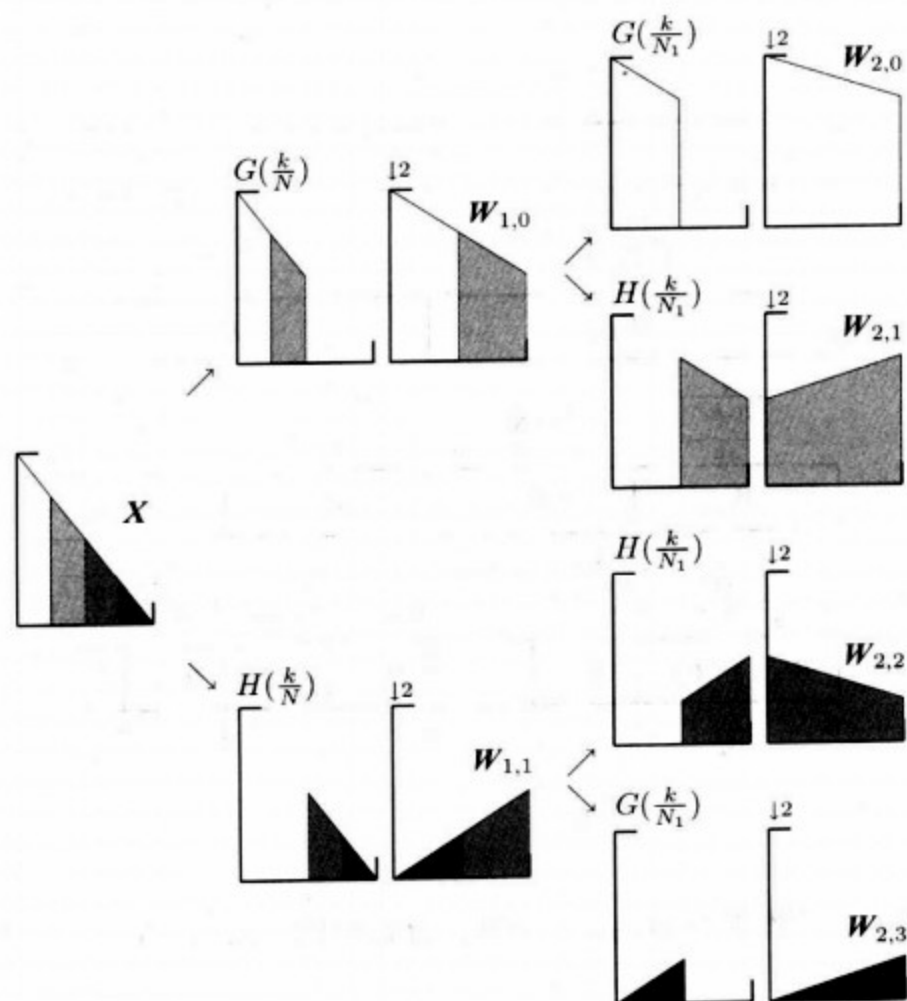 G(k/N₁) ↓2 W₂,₀
G(k/N) ↓2 W₁,₀
H(k/N₁) ↓2 W₂,₁
X
H(k/N₁) ↓2 W₂,₂
H(k/N) ↓2 W₁,₁
G(k/N₁) ↓2 W₂,₃